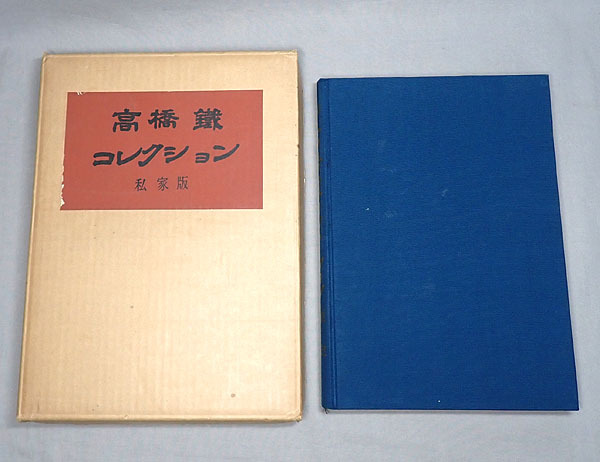 高橋 鐵
コレクション
私家版